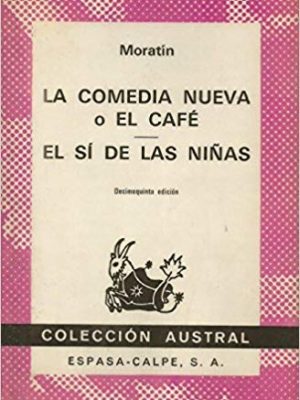 Moratín
LA COMEDIA NUEVA
o EL CAFÉ
EL SÍ DE LAS NIÑAS
Decimoquinta edición
COLECCIÓN AUSTRAL
ESPASA-CALPE, S. A.